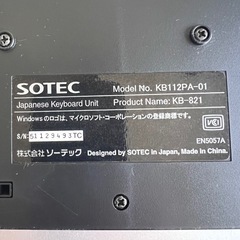 SOTEC
Model No. KB112PA-01
Japanese Keyboard Unit
Product Name: KB-821
Windowsのロゴは、マイクロソフト・コーポレーションの登録商標です。
S/N: SI129493TC
VCI
EN5057A
株式会社 ソーテック Designed by SOTEC in Japan, Made in China.